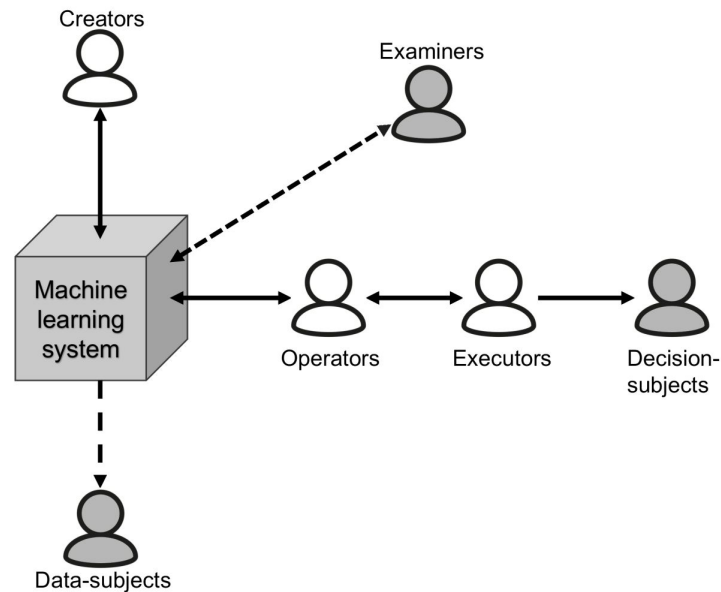 Creators
Examiners
Machine
learning
system
Operators
Executors
Decision-
subjects
Data-subjects